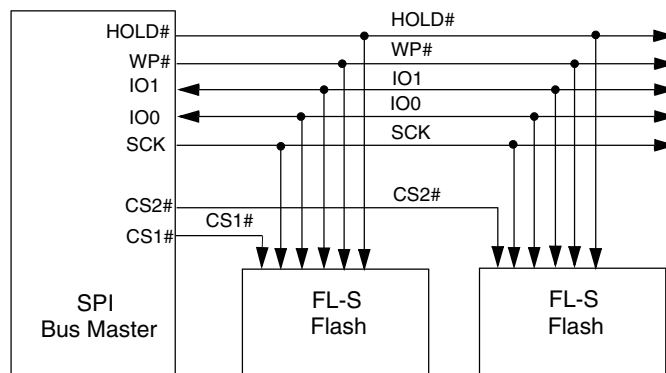 HOLD# HOLD#
WP# WP#
IO1 IO1
IO0 IO0
SCK SCK
CS2# CS2#
CS1# CS1#
SPI
Bus Master
FL-S
Flash
FL-S
Flash